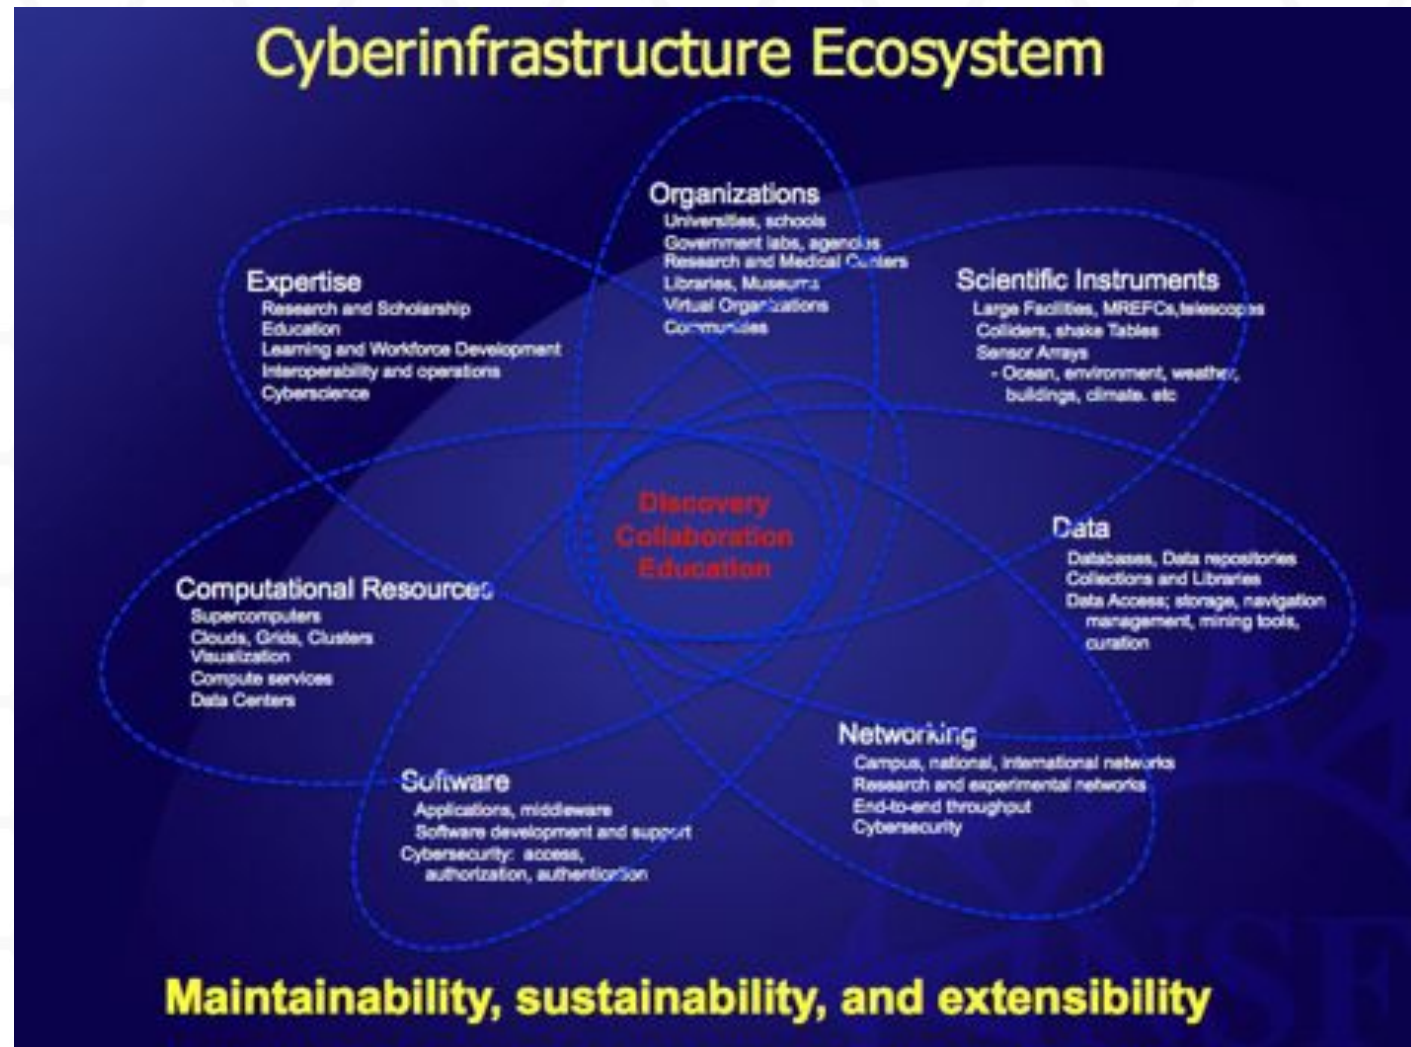 Cyberinfrastructure Ecosystem
Organizations
Universities, schools
Government labs, agencies
Research and Medical Centers
Libraries, Museums
Virtual Organizations
Communities
Expertise
Research and Scholarship
Education
Learning and Workforce Development
Interoperability and operations
Cyberscience
Scientific Instruments
Large Facilities, MREFCs,telescopes
Colliders, shake Tables
Sensor Arrays
- Ocean, environment, weather,
buildings, climate. etc
Discovery
Collaboration
Education
Data
Databases, Data repositories
Collections and Libraries
Data Access; storage, navigation
management, mining tools,
curation
Computational Resources
Supercomputers
Clouds, Grids, Clusters
Visualization
Compute services
Data Centers
Networking
Campus, national, international networks
Research and experimental networks
End-to-end throughput
Cybersecurity
Software
Applications, middleware
Software development and support
Cybersecurity: access,
authorization, authentication
NSF
Maintainability, sustainability, and extensibility